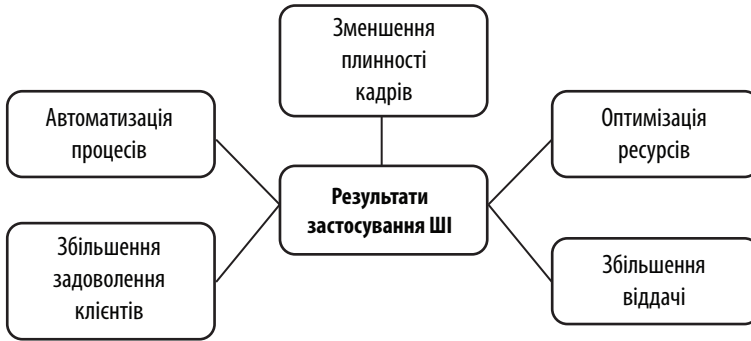 Зменшення
плинності
кадрів
Автоматизація
процесів
Оптимізація
ресурсів
Результати
застосування ШІ
Збільшення
задоволення
клієнтів
Збільшення
віддачі